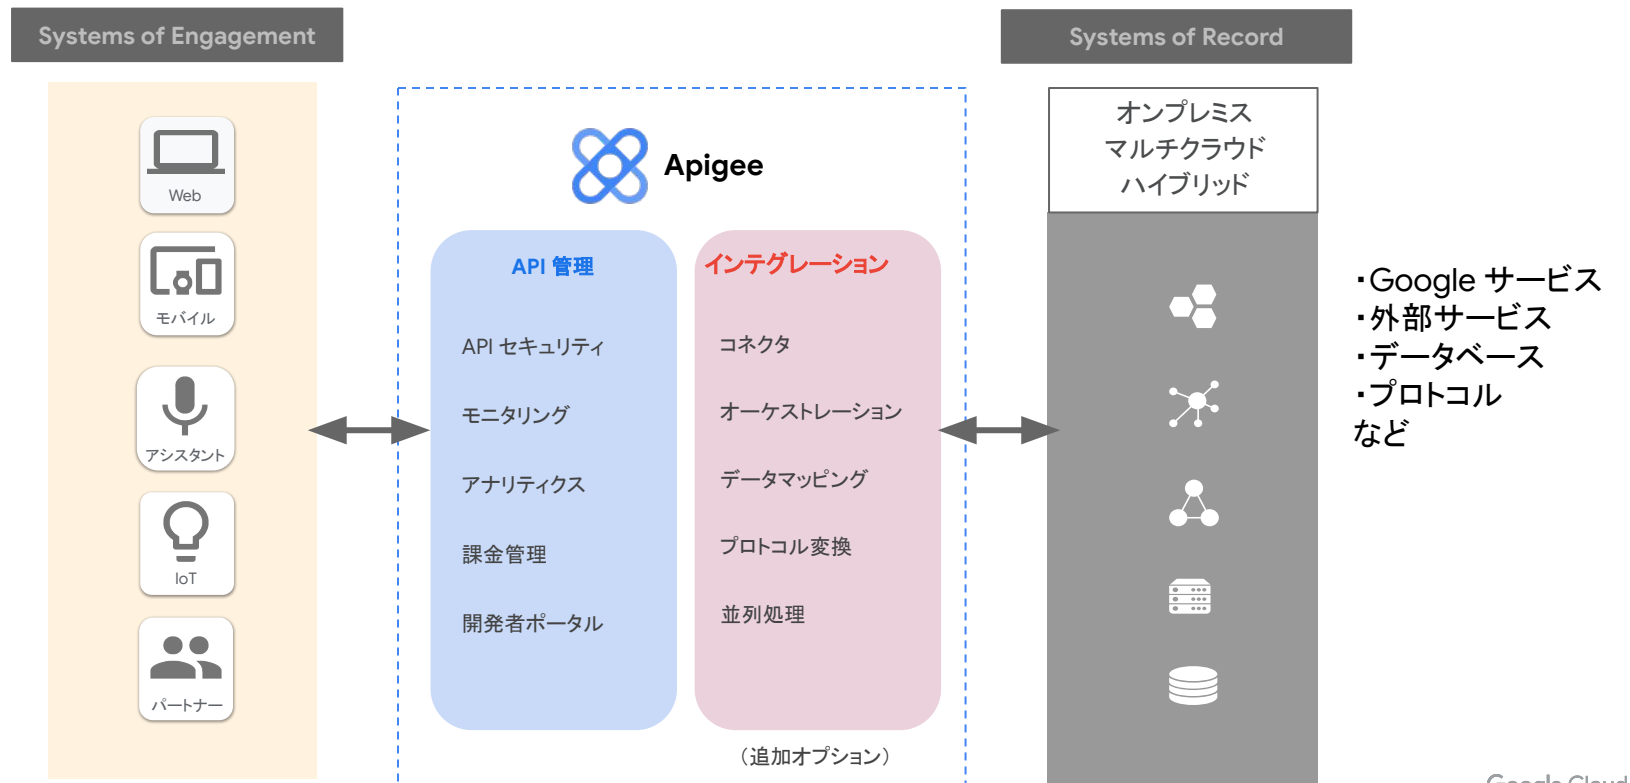 Systems of Engagement
Web
モバイル
アシスタント
IoT
パートナー
Apigee
API 管理
API セキュリティ
モニタリング
アナリティクス
課金管理
開発者ポータル
インテグレーション
コネクタ
オーケストレーション
データマッピング
プロトコル変換
並列処理
（追加オプション）
Systems of Record
オンプレミス
マルチクラウド
ハイブリッド
・Google サービス
・外部サービス
・データベース
・プロトコル
など
Google Cloud